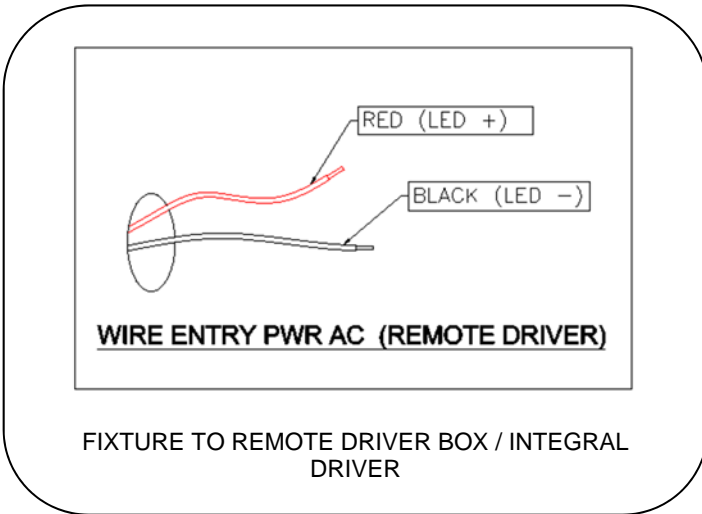 RED (LED +)
BLACK (LED -)
WIRE ENTRY PWR AC (REMOTE DRIVER)
FIXTURE TO REMOTE DRIVER BOX / INTEGRAL
DRIVER